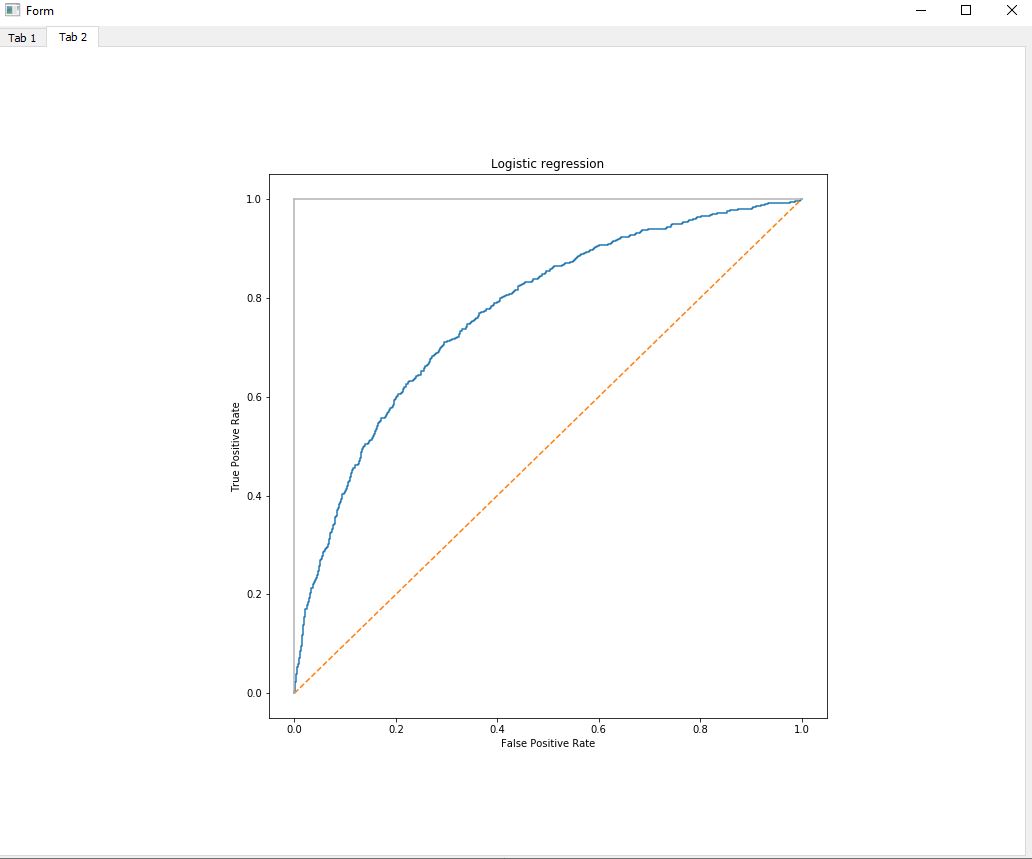 Form
Tab 1 Tab 2
Logistic regression
1.0
0.8
0.6
0.4
0.2
0.0
True Positive Rate
0.0 0.2 0.4 0.6 0.8 1.0
False Positive Rate